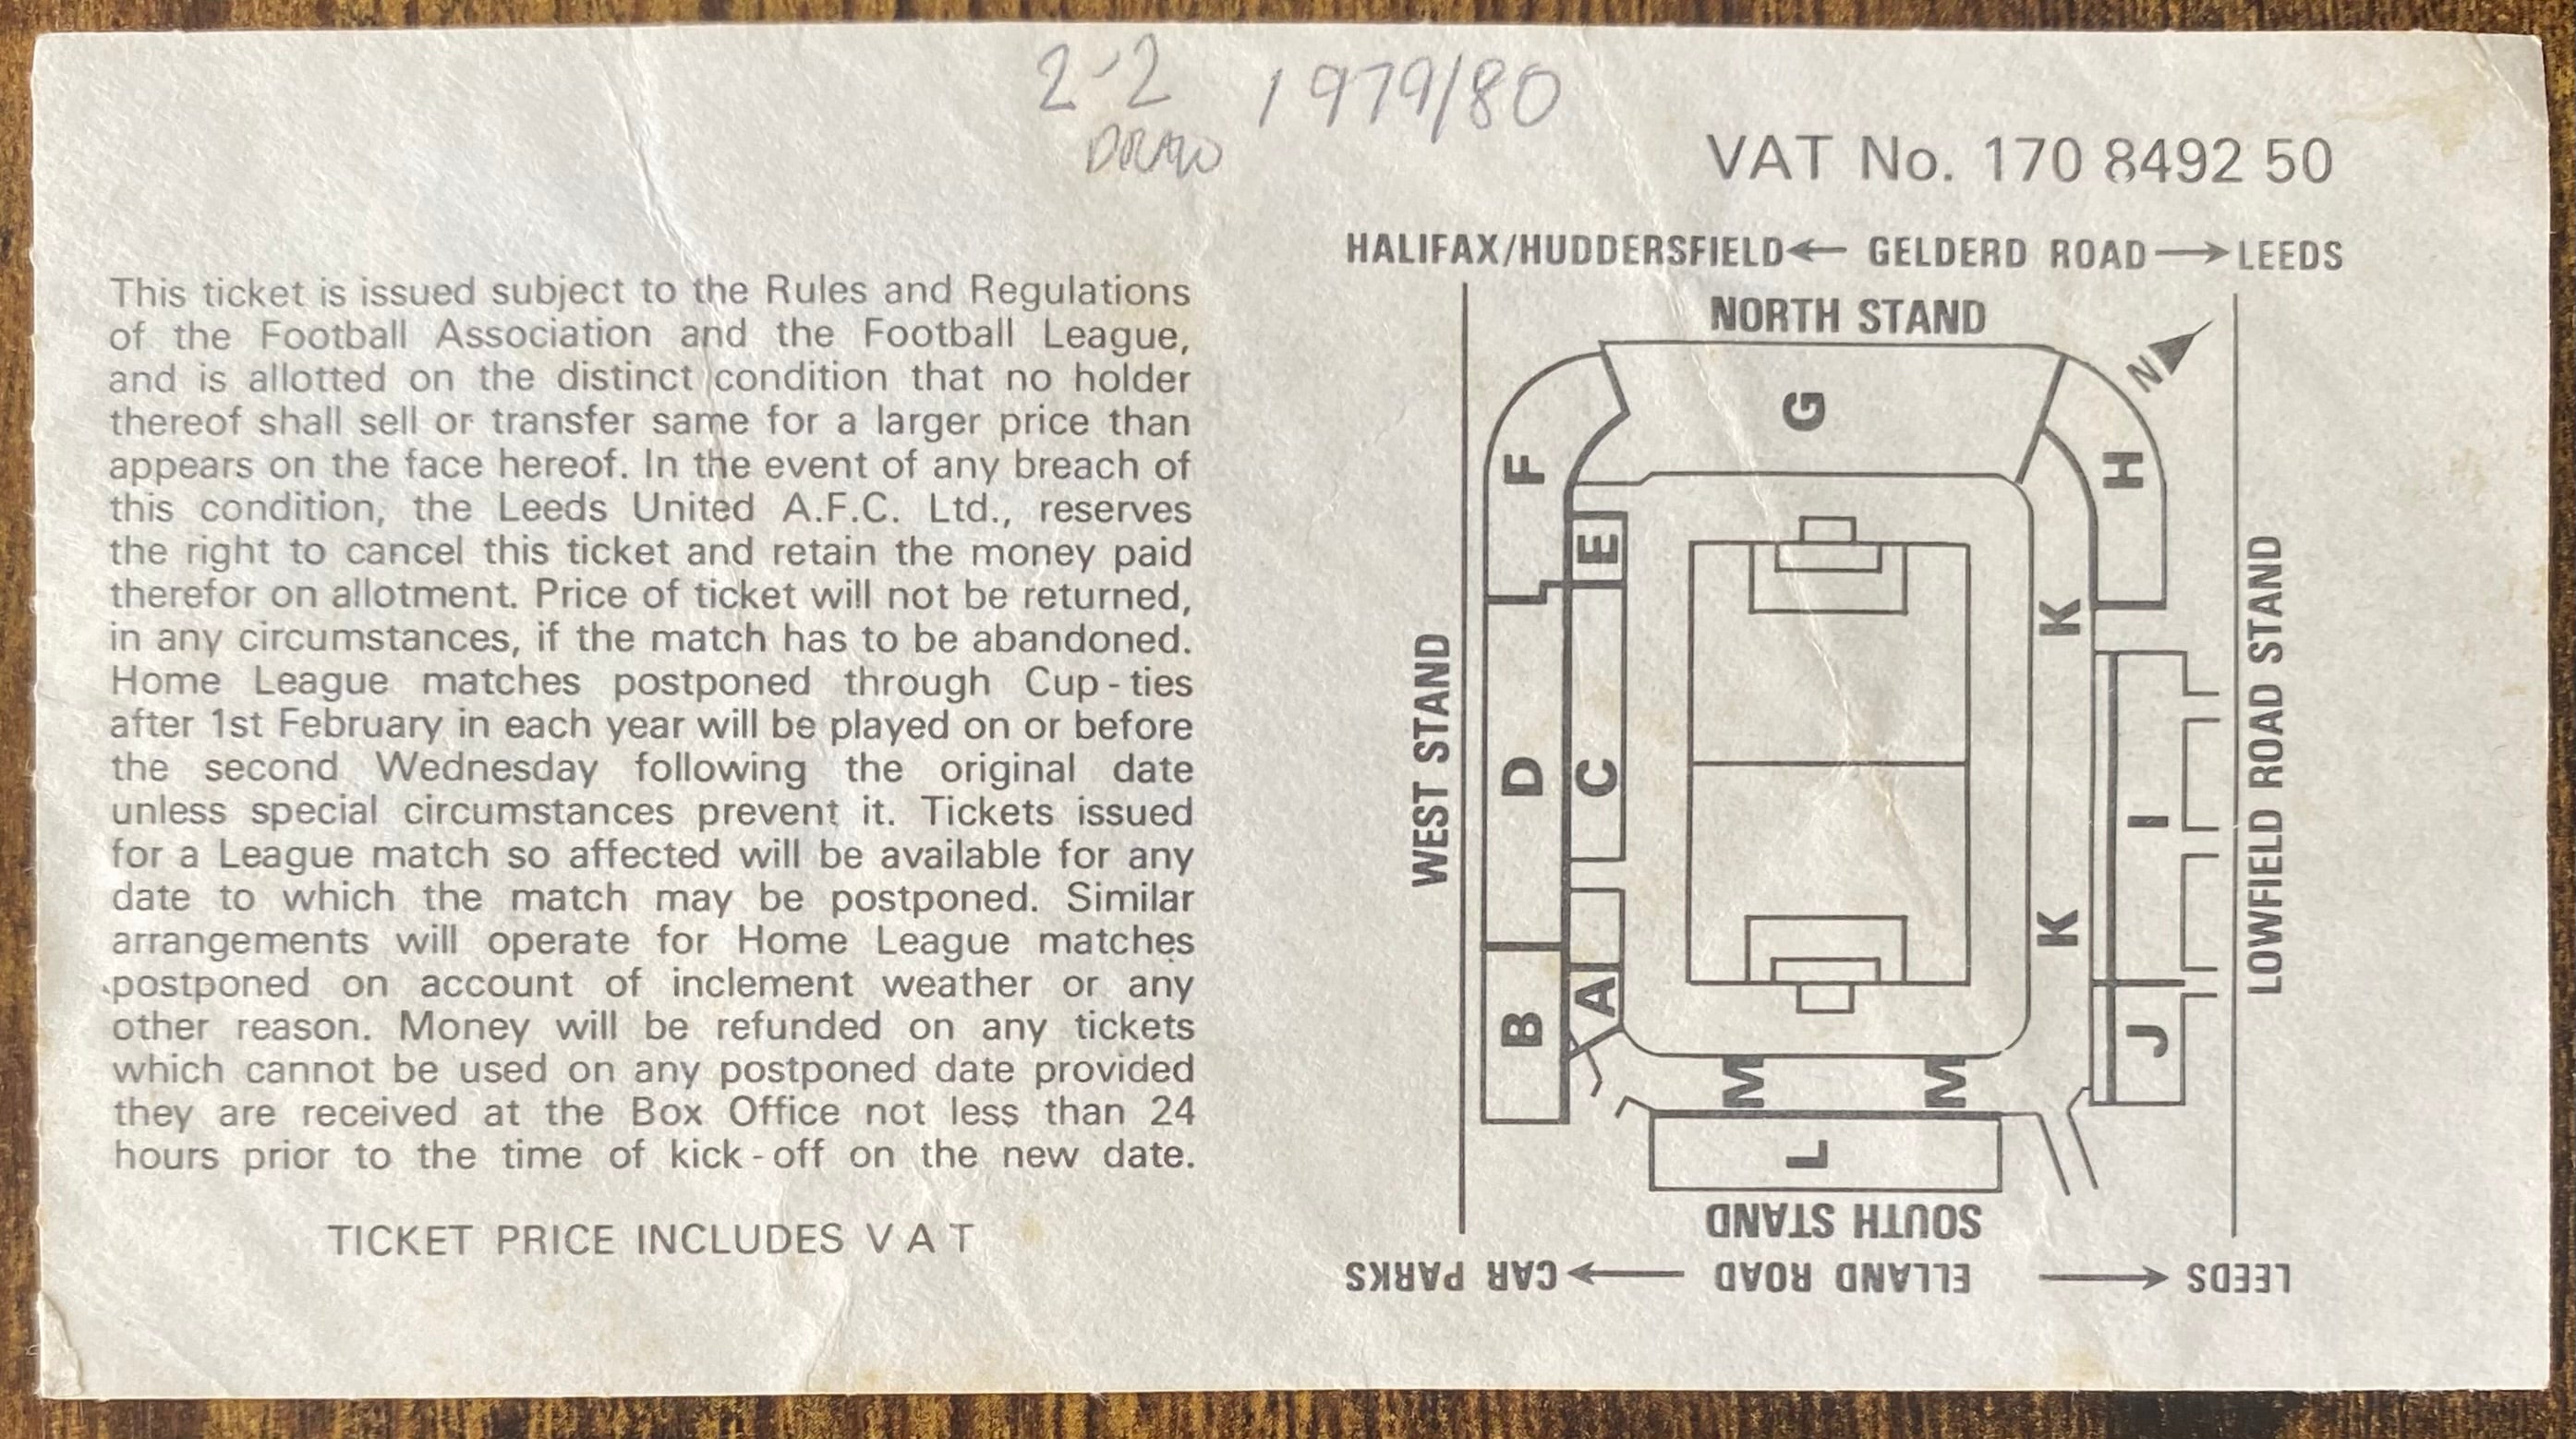 2-2 1979/80
DRAW
VAT No. 170 8492 50
This ticket is issued subject to the Rules and Regulations
of the Football Association and the Football League,
and is allotted on the distinct condition that no holder
thereof shall sell or transfer same for a larger price than
appears on the face hereof. In the event of any breach of
this condition, the Leeds United A.F.C. Ltd., reserves
the right to cancel this ticket and retain the money paid
therefor on allotment. Price of ticket will not be returned,
in any circumstances, if the match has to be abandoned.
Home League matches postponed through Cup-ties
after 1st February in each year will be played on or before
the second Wednesday following the original date
unless special circumstances prevent it. Tickets issued
for a League match so affected will be available for any
date to which the match may be postponed. Similar
arrangements will operate for Home League matches
postponed on account of inclement weather or any
other reason. Money will be refunded on any tickets
which cannot be used on any postponed date provided
they are received at the Box Office not less than 24
hours prior to the time of kick-off on the new date.
TICKET PRICE INCLUDES V A T
HALIFAX/HUDDERSFIELD← GELDERD ROAD→LEEDS
NORTH STAND
N
G
F
H
E
K
WEST STAND
LOWFIELD ROAD STAND
D
C
I
K
A
B
J
M
M
L
SOUTH STAND
CAR PARKS ← ELLAND ROAD → LEEDS